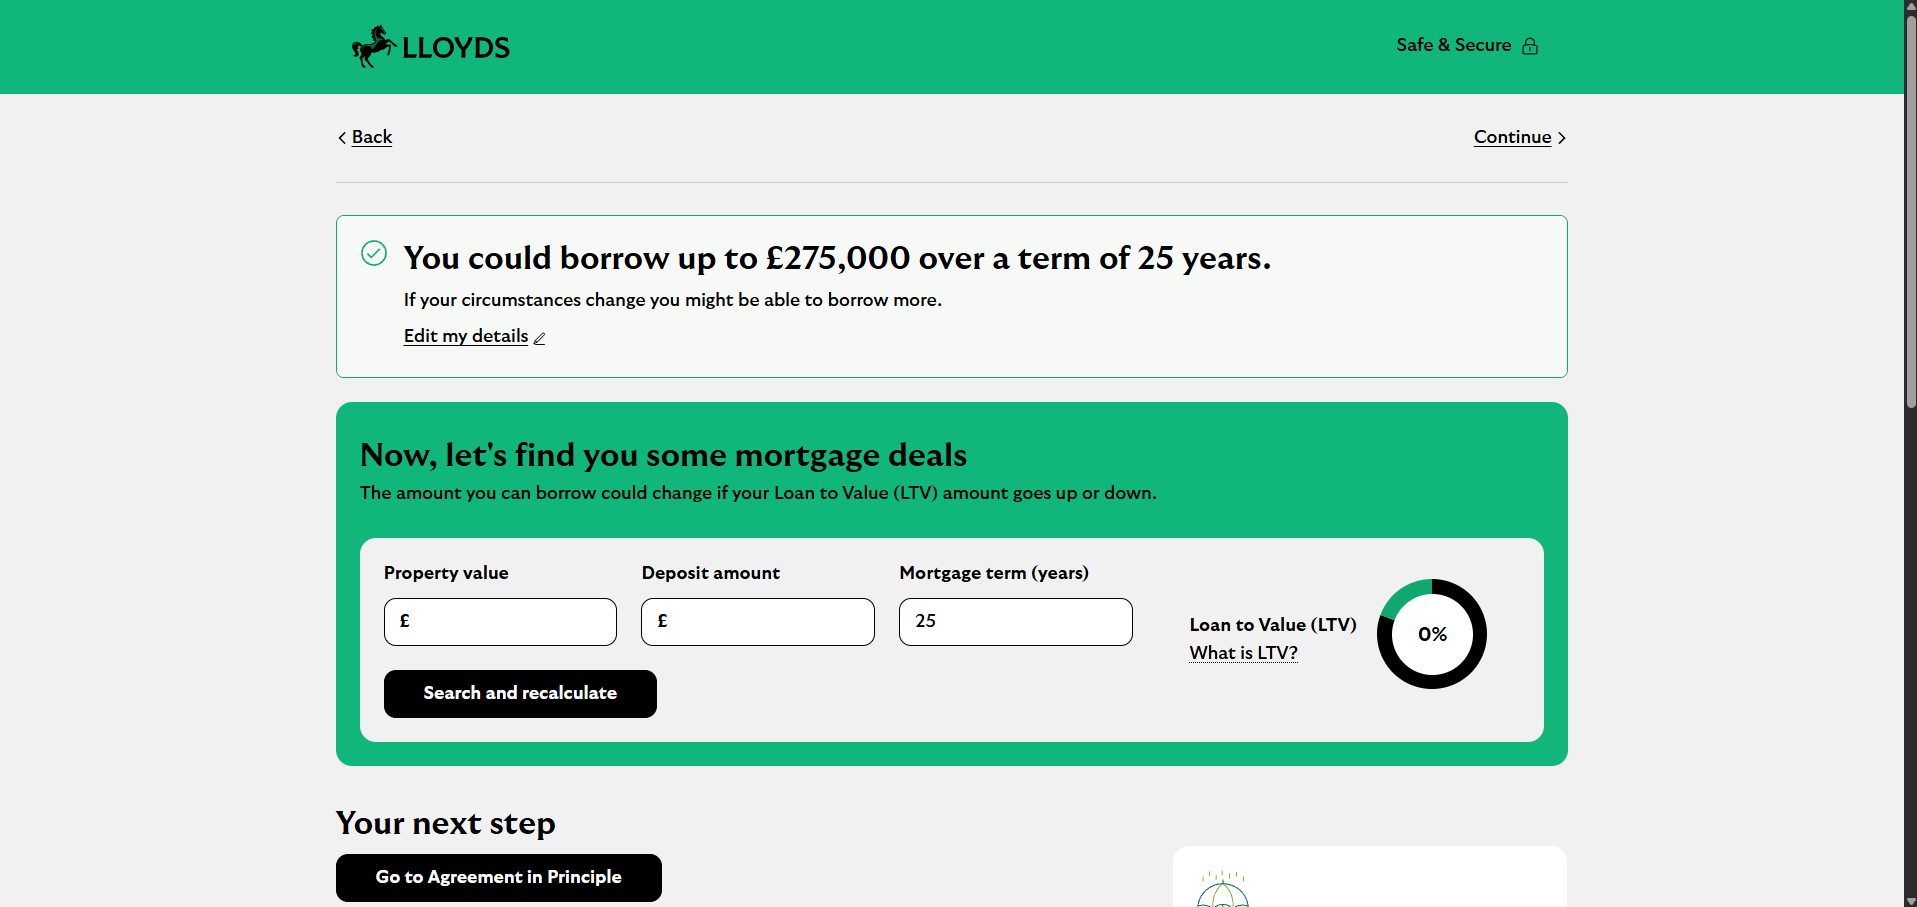 LLOYDS
Safe & Secure
Back
Continue
You could borrow up to £275,000 over a term of 25 years.
If your circumstances change you might be able to borrow more.
Edit my details
Now, let's find you some mortgage deals
The amount you can borrow could change if your Loan to Value (LTV) amount goes up or down.
Property value
Deposit amount
Mortgage term (years)
£
£
25
Loan to Value (LTV)
What is LTV?
0%
Search and recalculate
Your next step
Go to Agreement in Principle